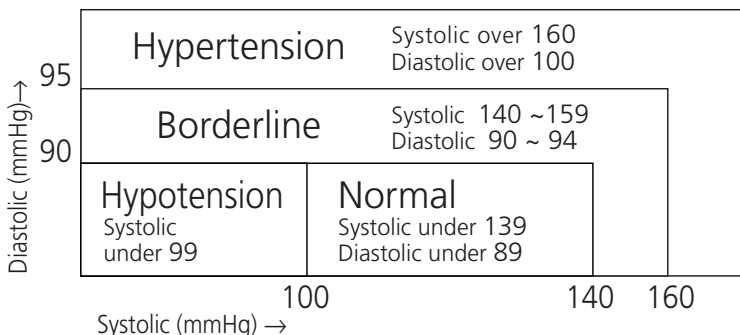 Hypertension
Systolic over 160
Diastolic over 100
95
Borderline
Systolic 140 ~159
Diastolic 90 ~ 94
90
Hypotension
Systolic
under 99
Normal
Systolic under 139
Diastolic under 89
Diastolic (mmHg)→
100
140
160
Systolic (mmHg) →